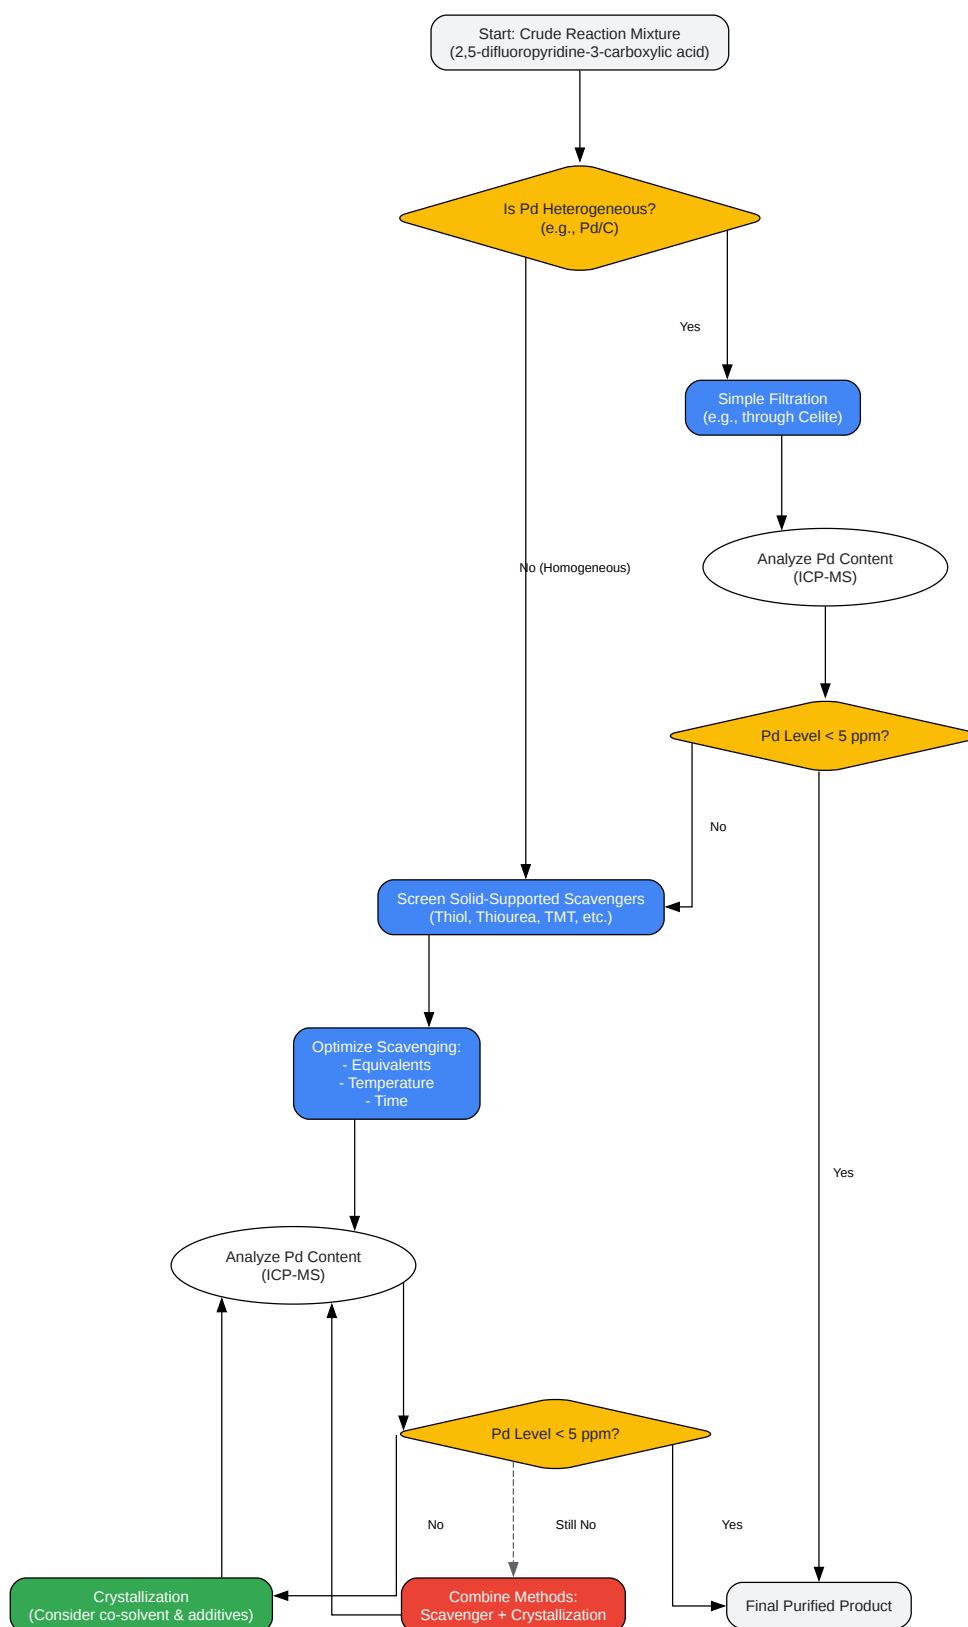 Start: Crude Reaction Mixture
(2,5-difluoropyridine-3-carboxylic acid)
Is Pd Heterogeneous?
(e.g., Pd/C)
Yes
Simple Filtration
(e.g., through Celite)
No (Homogeneous)
Analyze Pd Content
(ICP-MS)
Pd Level < 5 ppm?
No
Screen Solid-Supported Scavengers
(Thiol, Thiourea, TMT, etc.)
Optimize Scavenging:
- Equivalents
- Temperature
- Time
Yes
Analyze Pd Content
(ICP-MS)
Pd Level < 5 ppm?
No
Still No
Yes
Crystallization
(Consider co-solvent & additives)
Combine Methods:
Scavenger + Crystallization
Final Purified Product